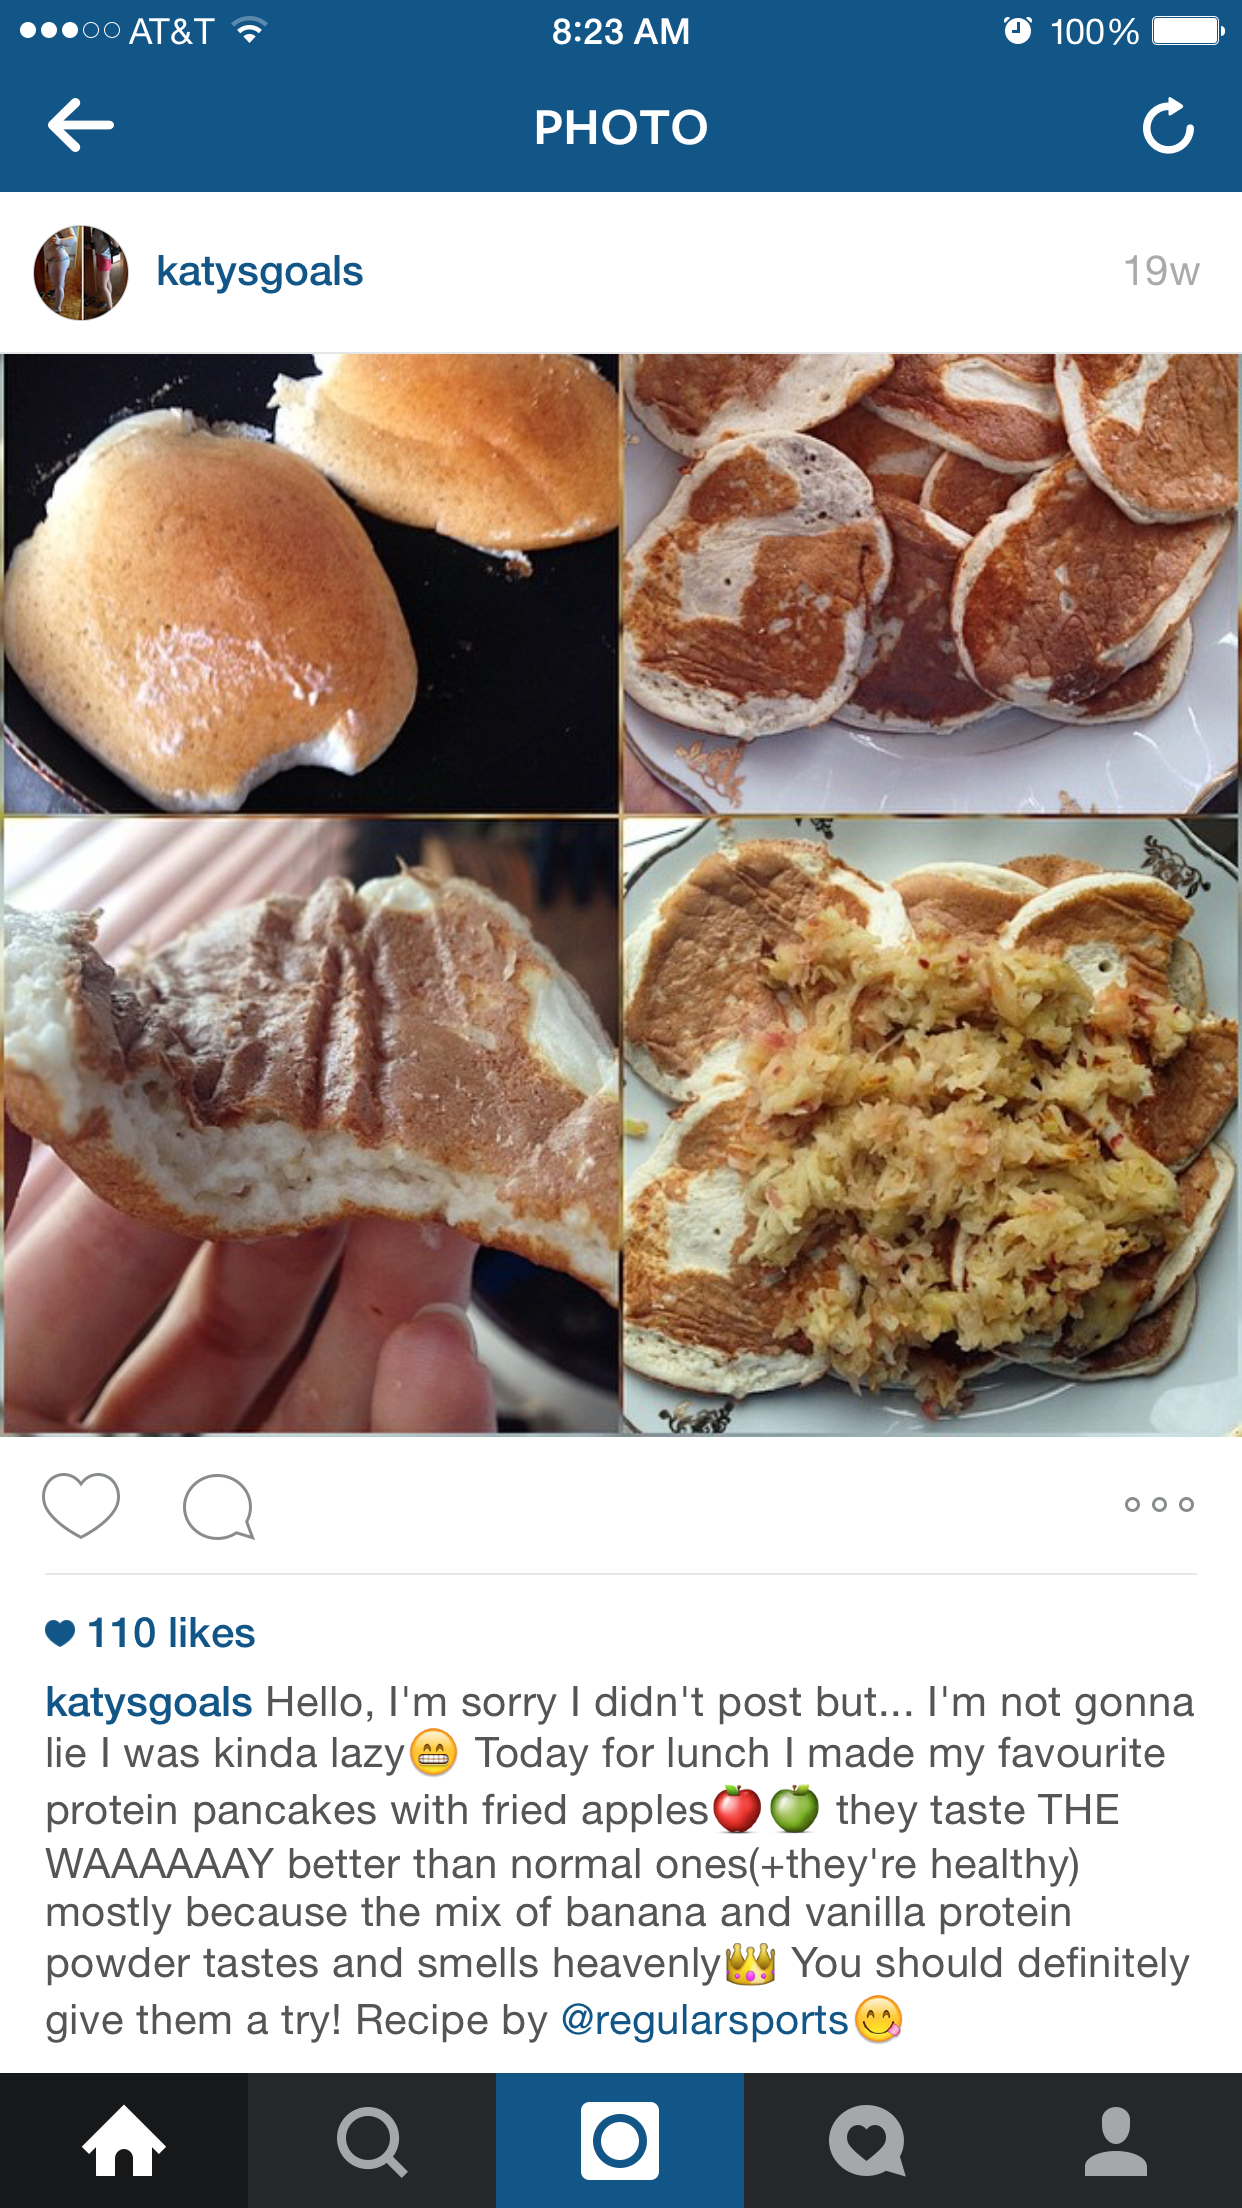 AT&T 8:23 AM 100%
PHOTO
katysgoals 19w
110 likes
katysgoals Hello, I'm sorry I didn't post but... I'm not gonna
lie I was kinda lazy😁 Today for lunch I made my favourite
protein pancakes with fried apples🍎🍏 they taste THE
WAAAAAAY better than normal ones(+they're healthy)
mostly because the mix of banana and vanilla protein
powder tastes and smells heavenly👑 You should definitely
give them a try! Recipe by @regularsports😋